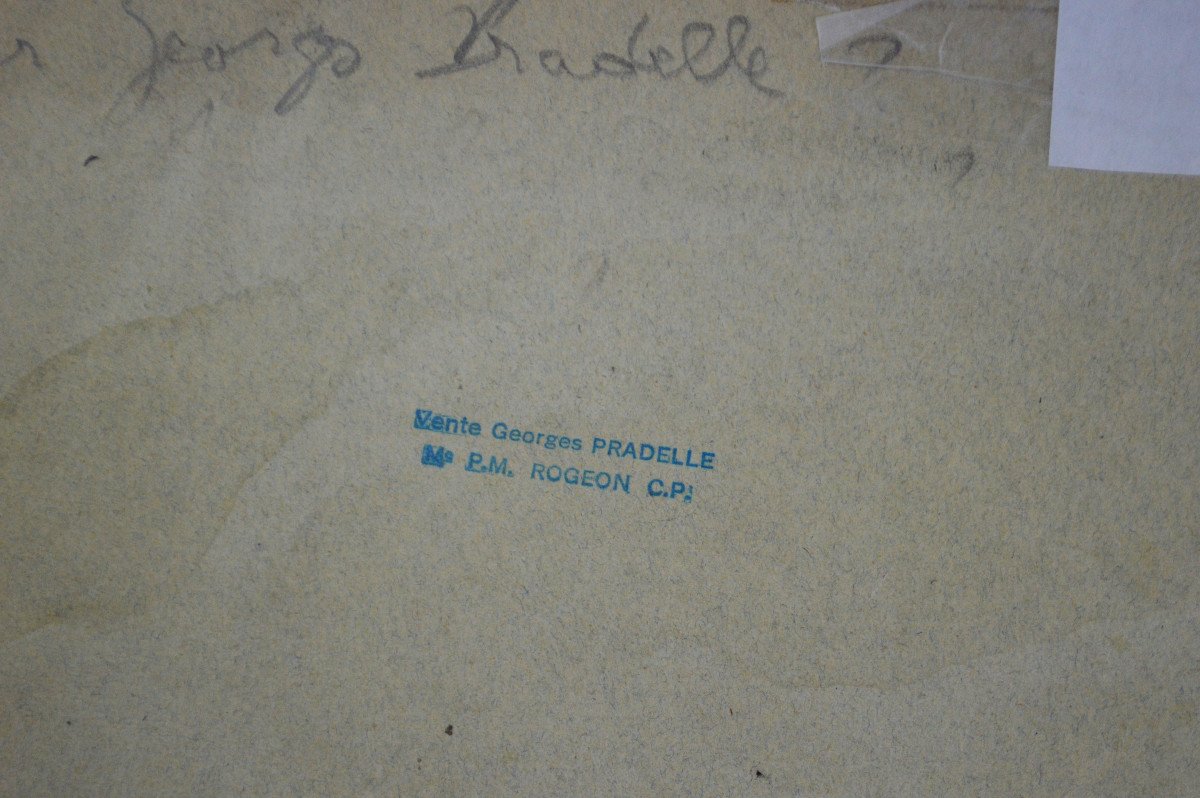 Georges Pradelle
Vente Georges PRADELLE
Me P.M. ROGEON C.P.